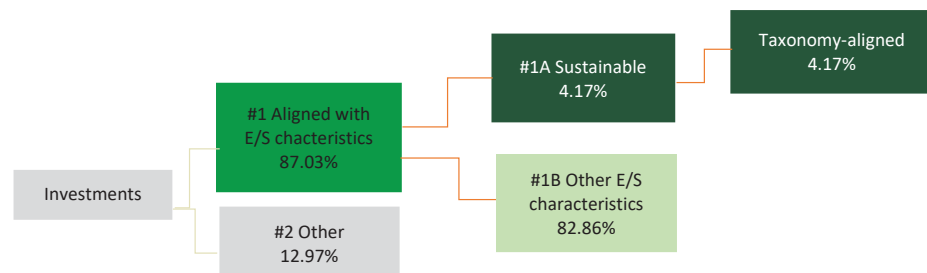 Investments
#1 Aligned with
E/S chacteristics
87.03%
#2 Other
12.97%
#1A Sustainable
4.17%
#1B Other E/S
characteristics
82.86%
Taxonomy-aligned
4.17%